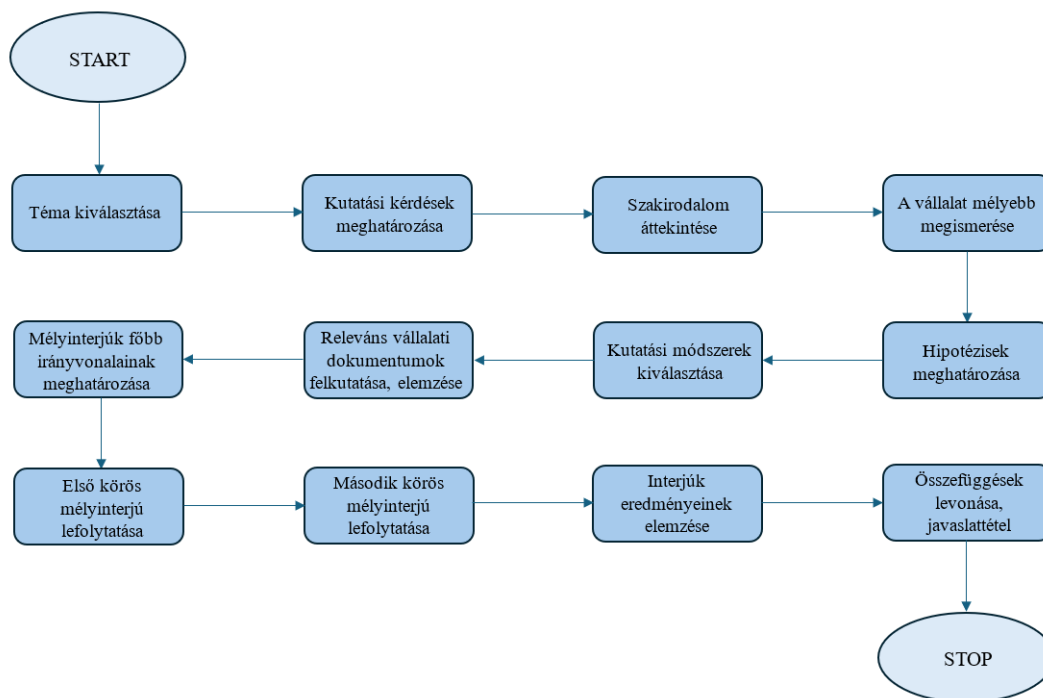 START
Téma kiválasztása
Kutatási kérdések
meghatározása
Szakirodalom
áttekintése
A vállalat mélyebb
megismerése
Hipotézisek
meghatározása
Kutatási módszerek
kiválasztása
Releváns vállalati
dokumentumok
felkutatása, elemzése
Mélyinterjúk főbb
irányvonalainak
meghatározása
Első körös
mélyinterjú
lefolytatása
Második körös
mélyinterjú
lefolytatása
Interjúk
eredményeinek
elemzése
Összefüggések
levonása,
javaslattétel
STOP